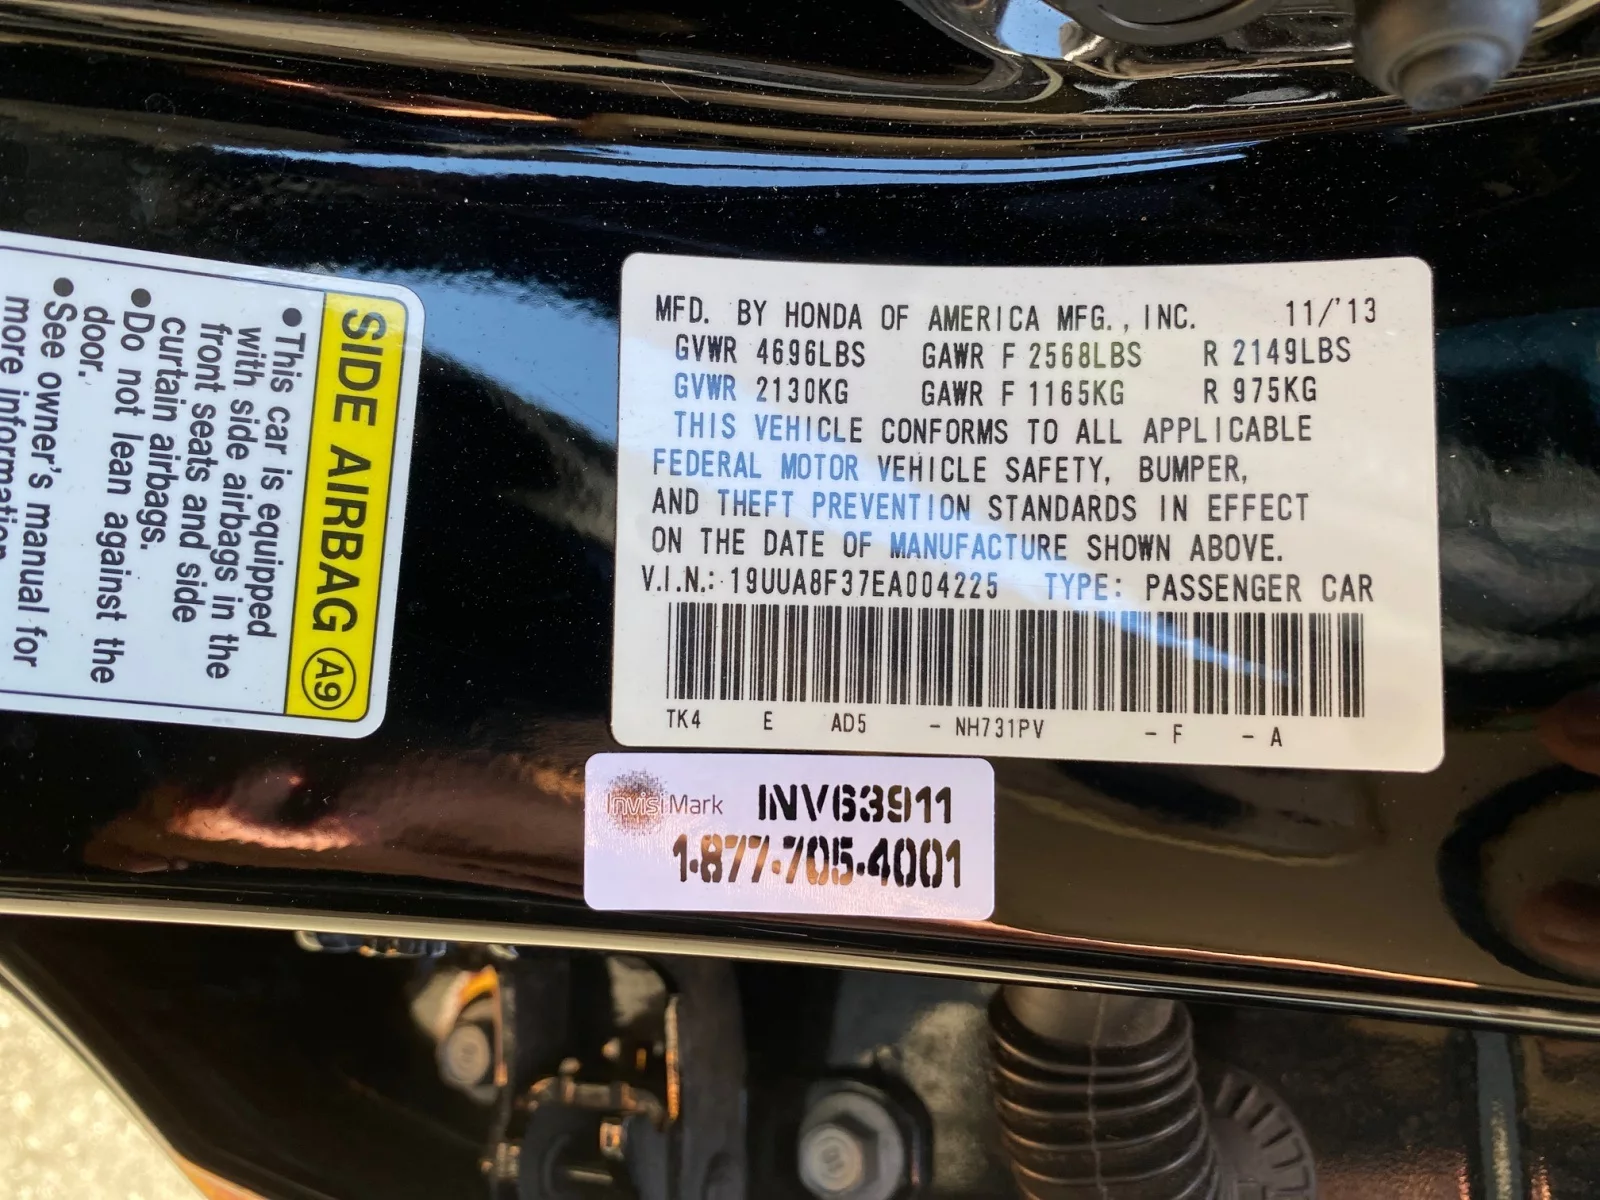 SIDE AIRBAG A9
•This car is equipped
with side airbags in the
front seats and side
curtain airbags.
•Do not lean against the
door.
•See owner's manual for
more information
MFD. BY HONDA OF AMERICA MFG., INC. 11/'13
GVWR 4696LBS GAWR F 2568LBS R 2149LBS
GVWR 2130KG GAWR F 1165KG R 975KG
THIS VEHICLE CONFORMS TO ALL APPLICABLE
FEDERAL MOTOR VEHICLE SAFETY, BUMPER,
AND THEFT PREVENTION STANDARDS IN EFFECT
ON THE DATE OF MANUFACTURE SHOWN ABOVE.
V.I.N.: 19UUA8F37EA004225 TYPE: PASSENGER CAR
TK4 E AD5 - NH731PV - F - A
InvisiMark INV63911
1-877-705-4001